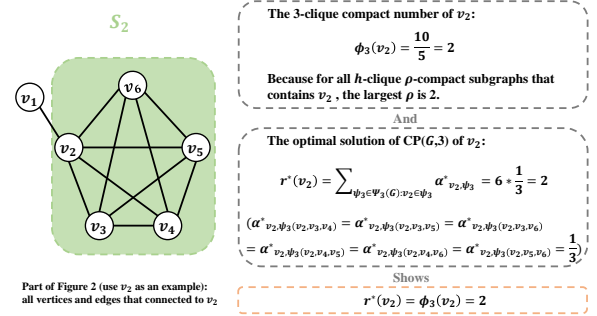 S₂
v₁
v₆
v₂
v₅
v₃
v₄
Part of Figure 2 (use v₂ as an example):
all vertices and edges that connected to v₂
The 3-clique compact number of v₂:
ϕ₃(v₂) = 10/5 = 2
Because for all h-clique ρ-compact subgraphs that
contains v₂ , the largest ρ is 2.
And
The optimal solution of CP(G,3) of v₂:
r*(v₂) = ∑_{ψ₃∈Ψ₃(G):v₂∈ψ₃} α*_{v₂,ψ₃} = 6 * 1/3 = 2
(α*_{v₂,ψ₃(v₂,v₃,v₄)} = α*_{v₂,ψ₃(v₂,v₃,v₅)} = α*_{v₂,ψ₃(v₂,v₃,v₆)}
= α*_{v₂,ψ₃(v₂,v₄,v₅)} = α*_{v₂,ψ₃(v₂,v₄,v₆)} = α*_{v₂,ψ₃(v₂,v₅,v₆)} = 1/3)
Shows
r*(v₂) = ϕ₃(v₂) = 2